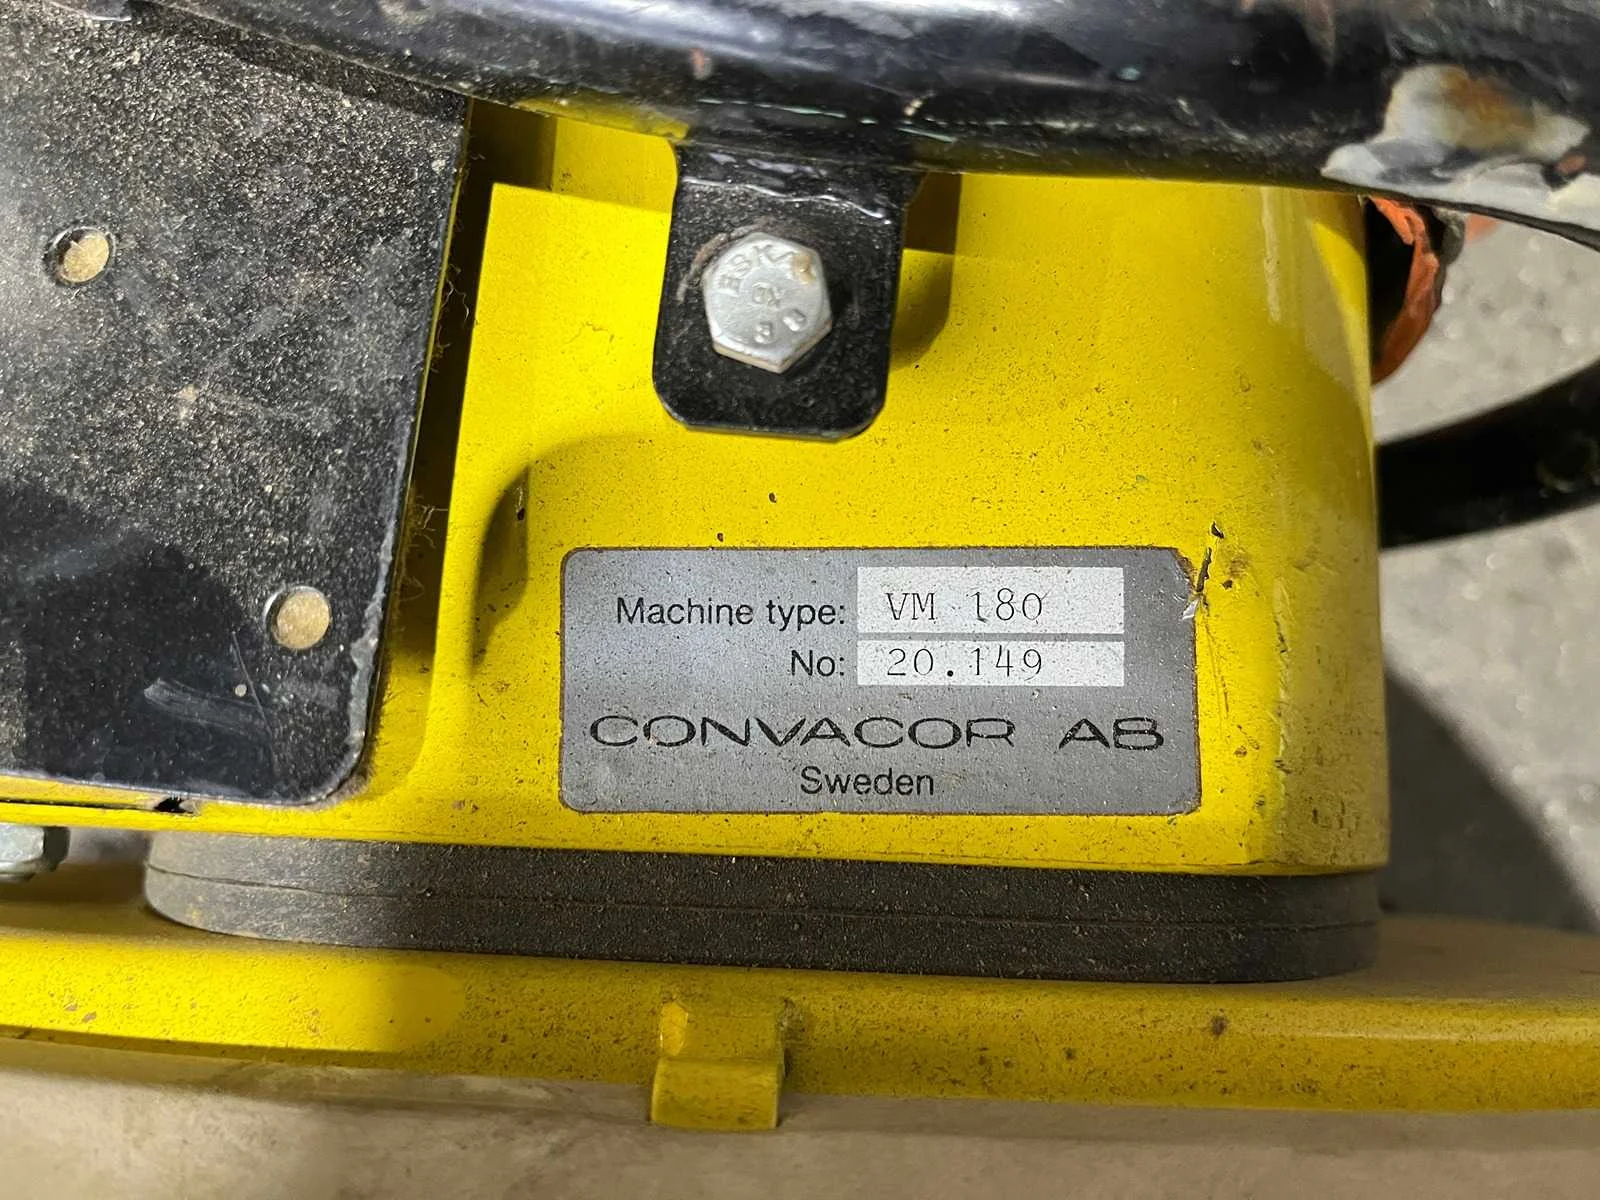 Machine type: VM 180
No: 20.149
CONVACOR AB
Sweden